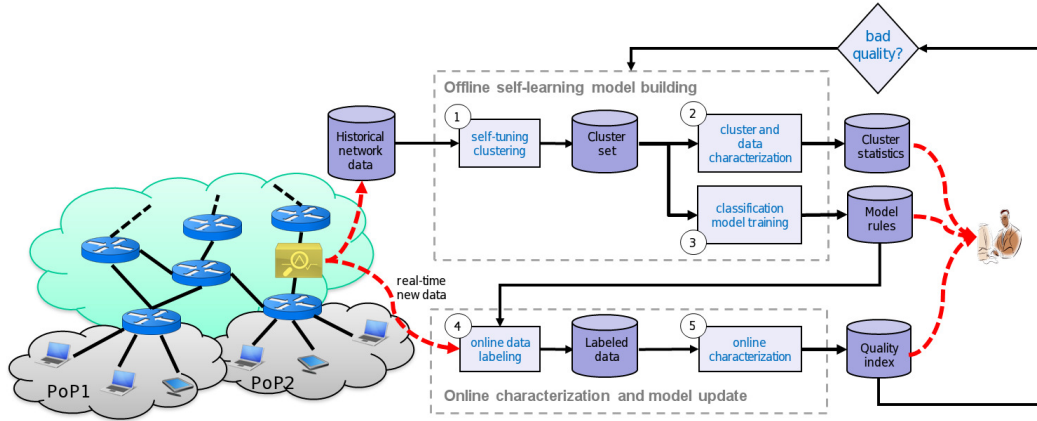 bad
quality?
Offline self-learning model building
1
self-tuning
clustering
Historical
network
data
Cluster
set
2
cluster and
data
characterization
Cluster
statistics
classification
model training
3
Model
rules
real-time
new data
4
online data
labeling
Labeled
data
5
online
characterization
Quality
index
PoP1
PoP2
Online characterization and model update